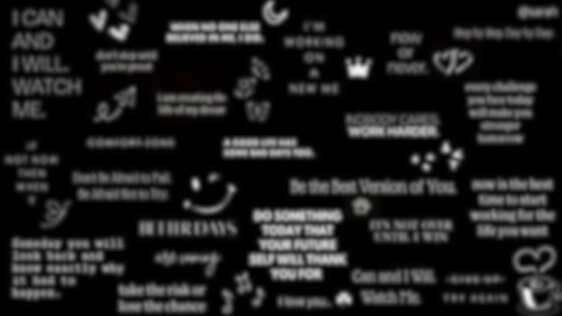 I CAN
AND
I WILL.
WATCH
ME.
don't stop until
you're proud
WHEN NO ONE ELSE
BELIEVED IN ME, I DID.
I'M
WORKING
ON
A
NEW ME
now
or
never.
@sarah
Step by Step. Day by Day.
I am creating the
life of my dream
every challenge
you face today
will make you
stronger
tomorrow
NOBODY CARES.
WORK HARDER.
IF
NOT NOW
THEN
WHEN
?
COMFORT ZONE
A GOOD LIFE HAS
SOME BAD DAYS TOO.
Don't Be Afraid to Fail.
Be Afraid Not to Try.
Be the Best Version of You.
now is the best
time to start
working for the
life you want
DO SOMETHING
TODAY THAT
YOUR FUTURE
SELF WILL THANK
YOU FOR
IT'S NOT OVER
UNTIL I WIN
Someday you will
look back and
know exactly why
it had to
happen.
take the risk or
lose the chance
I love you..
Can and I Will.
Watch Me.
GIVE UP
TRY AGAIN